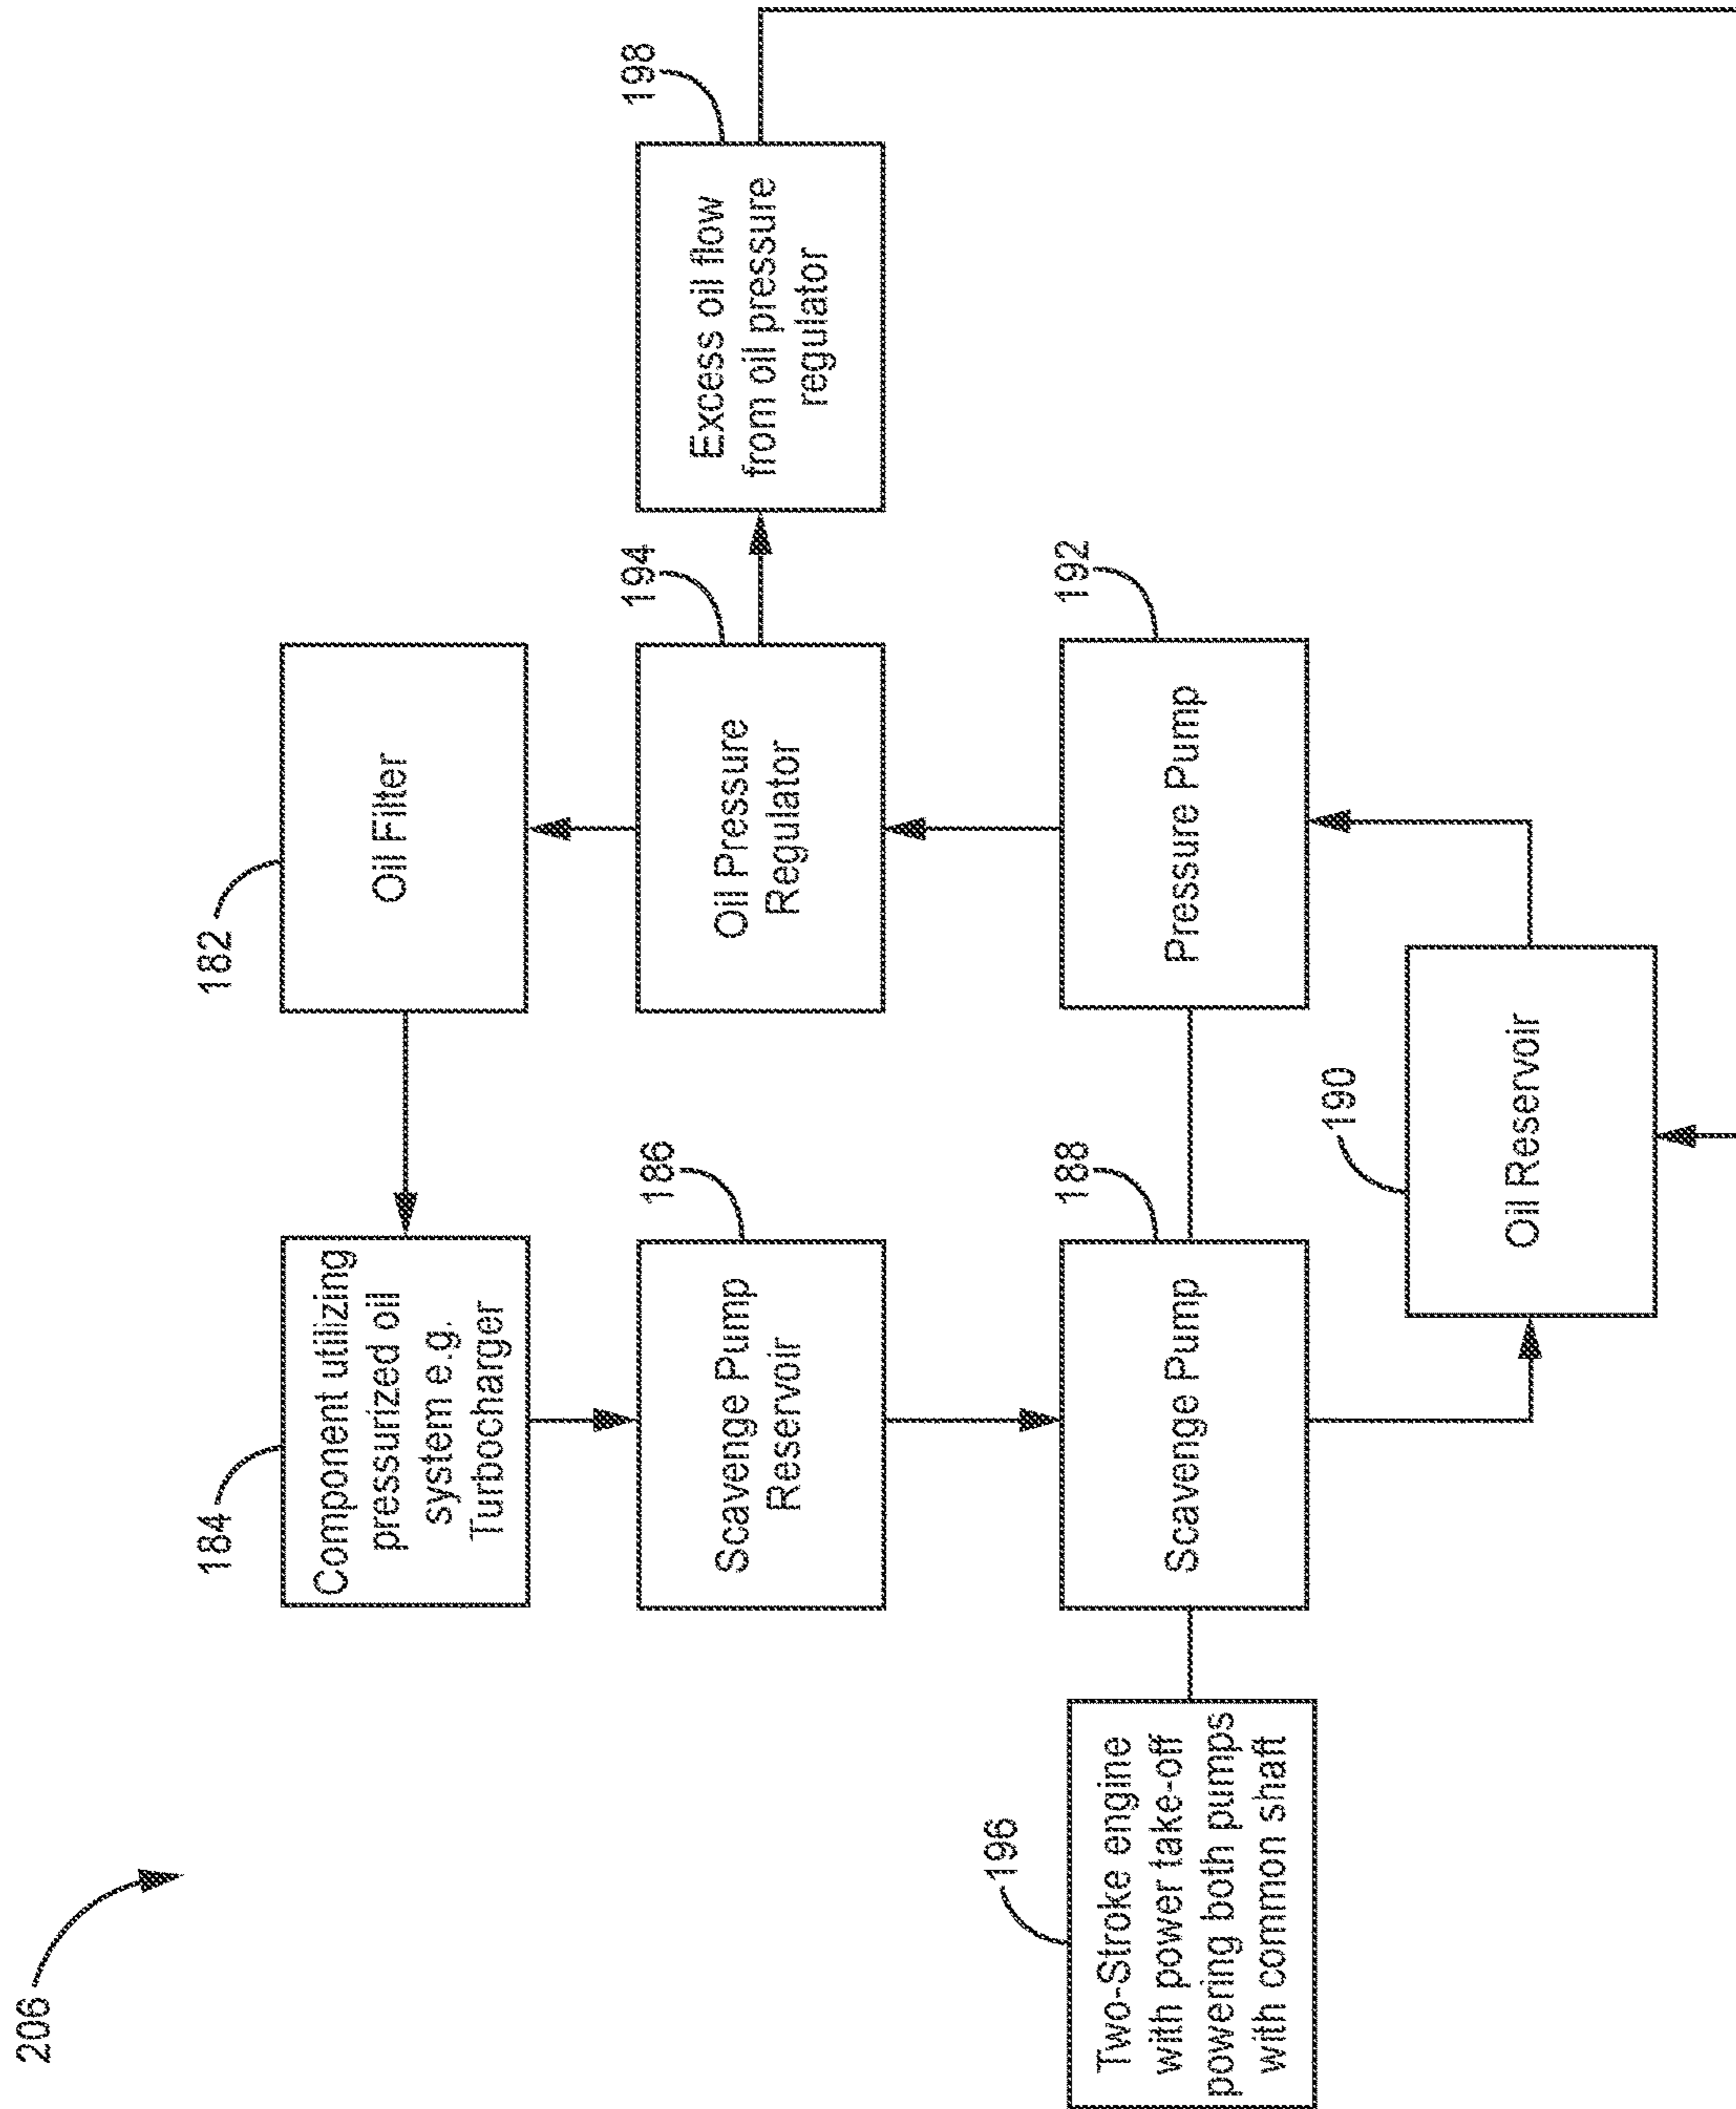 206
184
Component utilizing
pressurized oil
system e.g.
Turbocharger
182
Oil Filter
186
Scavenge Pump
Reservoir
194
Oil Pressure
Regulator
198
Excess oil flow
from oil pressure
regulator
196
Two-Stroke engine
with power take-off
powering both pumps
with common shaft
188
Scavenge Pump
192
Pressure Pump
190
Oil Reservoir